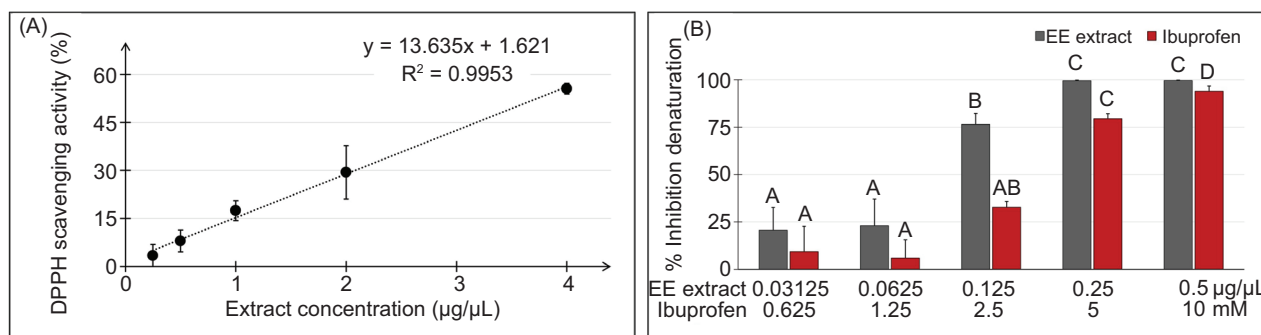 (A)
y = 13.635x + 1.621
R² = 0.9953
DPPH scavenging activity (%)
60
45
30
15
0
0 1 2 3 4
Extract concentration (µg/µL)
(B)
EE extract Ibuprofen
% Inhibition denaturation
100
75
50
25
0
A A A A B AB C C C D
EE extract 0.03125 0.0625 0.125 0.25 0.5 µg/µL
Ibuprofen 0.625 1.25 2.5 5 10 mM